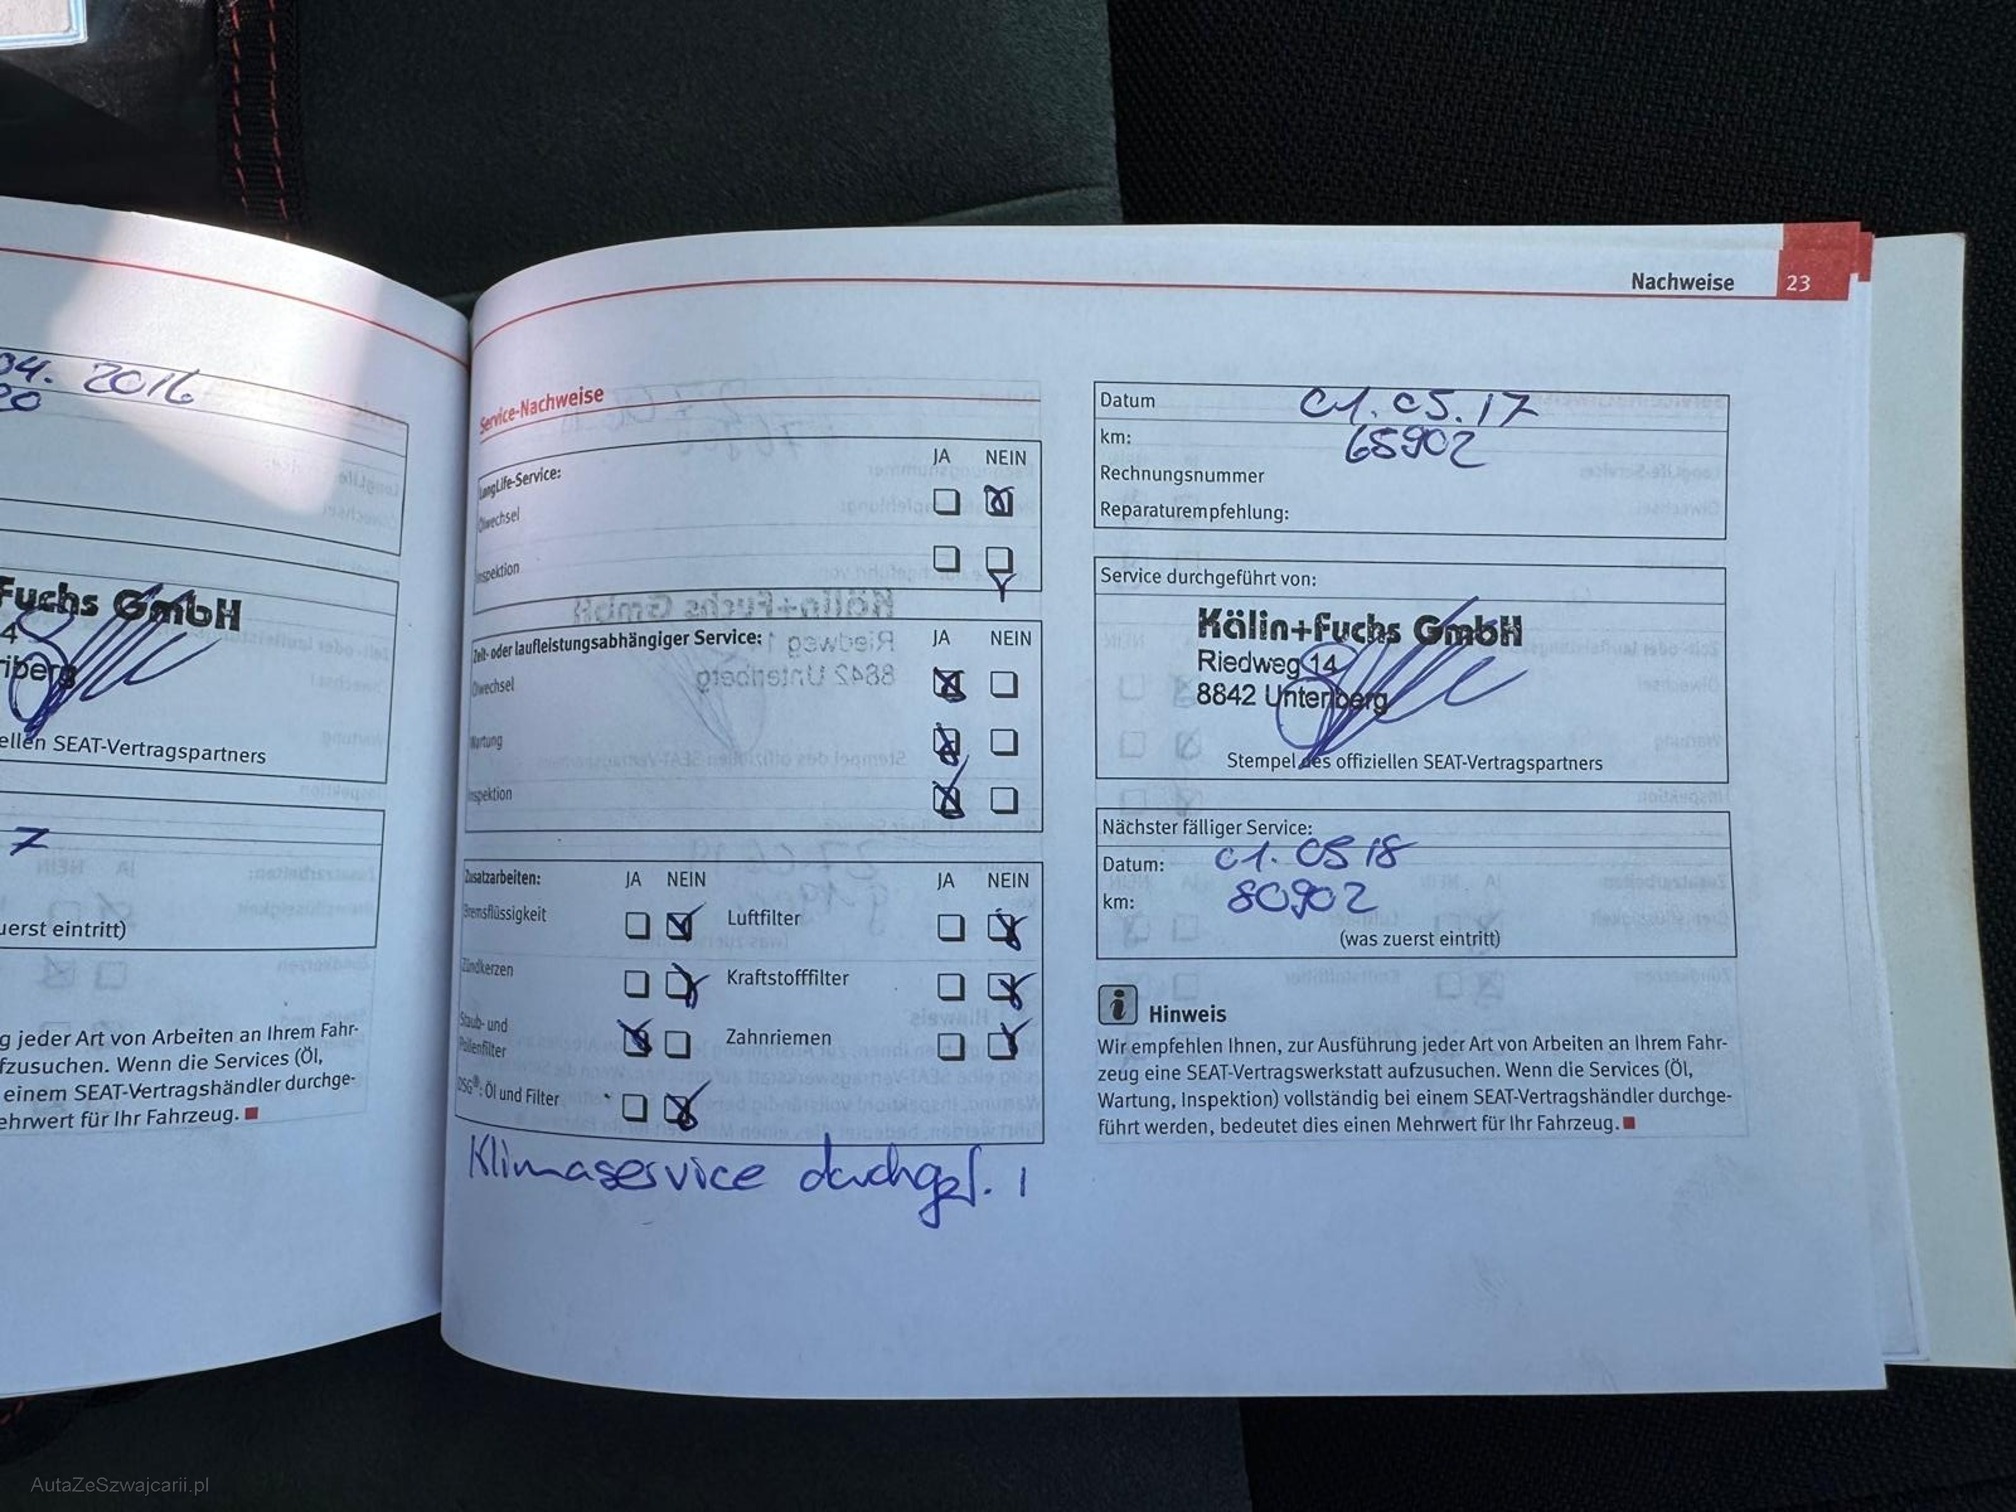 04. 2016
20
Fuchs GmbH
4
riberg
ellen SEAT-Vertragspartners
7
uerst eintritt)
g jeder Art von Arbeiten an Ihrem Fahr-
fzusuchen. Wenn die Services (Öl,
einem SEAT-Vertragshändler durchge-
ehrwert für Ihr Fahrzeug.
Nachweise 23
Service-Nachweise
LongLife-Service: JA NEIN
Ölwechsel
Inspektion
Zeit- oder laufleistungsabhängiger Service: JA NEIN
Ölwechsel
Wartung
Inspektion
Zusatzarbeiten: JA NEIN JA NEIN
Bremsflüssigkeit Luftfilter
Zündkerzen Kraftstofffilter
Staub- und
Pollenfilter Zahnriemen
DSG®: Öl und Filter
Klimaservice durchgef.
Datum 01.05.17
km: 65902
Rechnungsnummer
Reparaturempfehlung:
Service durchgeführt von:
Kälin+Fuchs GmbH
Riedweg 14
8842 Unteriberg
Stempel des offiziellen SEAT-Vertragspartners
Nächster fälliger Service:
Datum: 01.05 18
km: 80902
(was zuerst eintritt)
i Hinweis
Wir empfehlen Ihnen, zur Ausführung jeder Art von Arbeiten an Ihrem Fahr-
zeug eine SEAT-Vertragswerkstatt aufzusuchen. Wenn die Services (Öl,
Wartung, Inspektion) vollständig bei einem SEAT-Vertragshändler durchge-
führt werden, bedeutet dies einen Mehrwert für Ihr Fahrzeug.
AutaZeSzwajcarii.pl